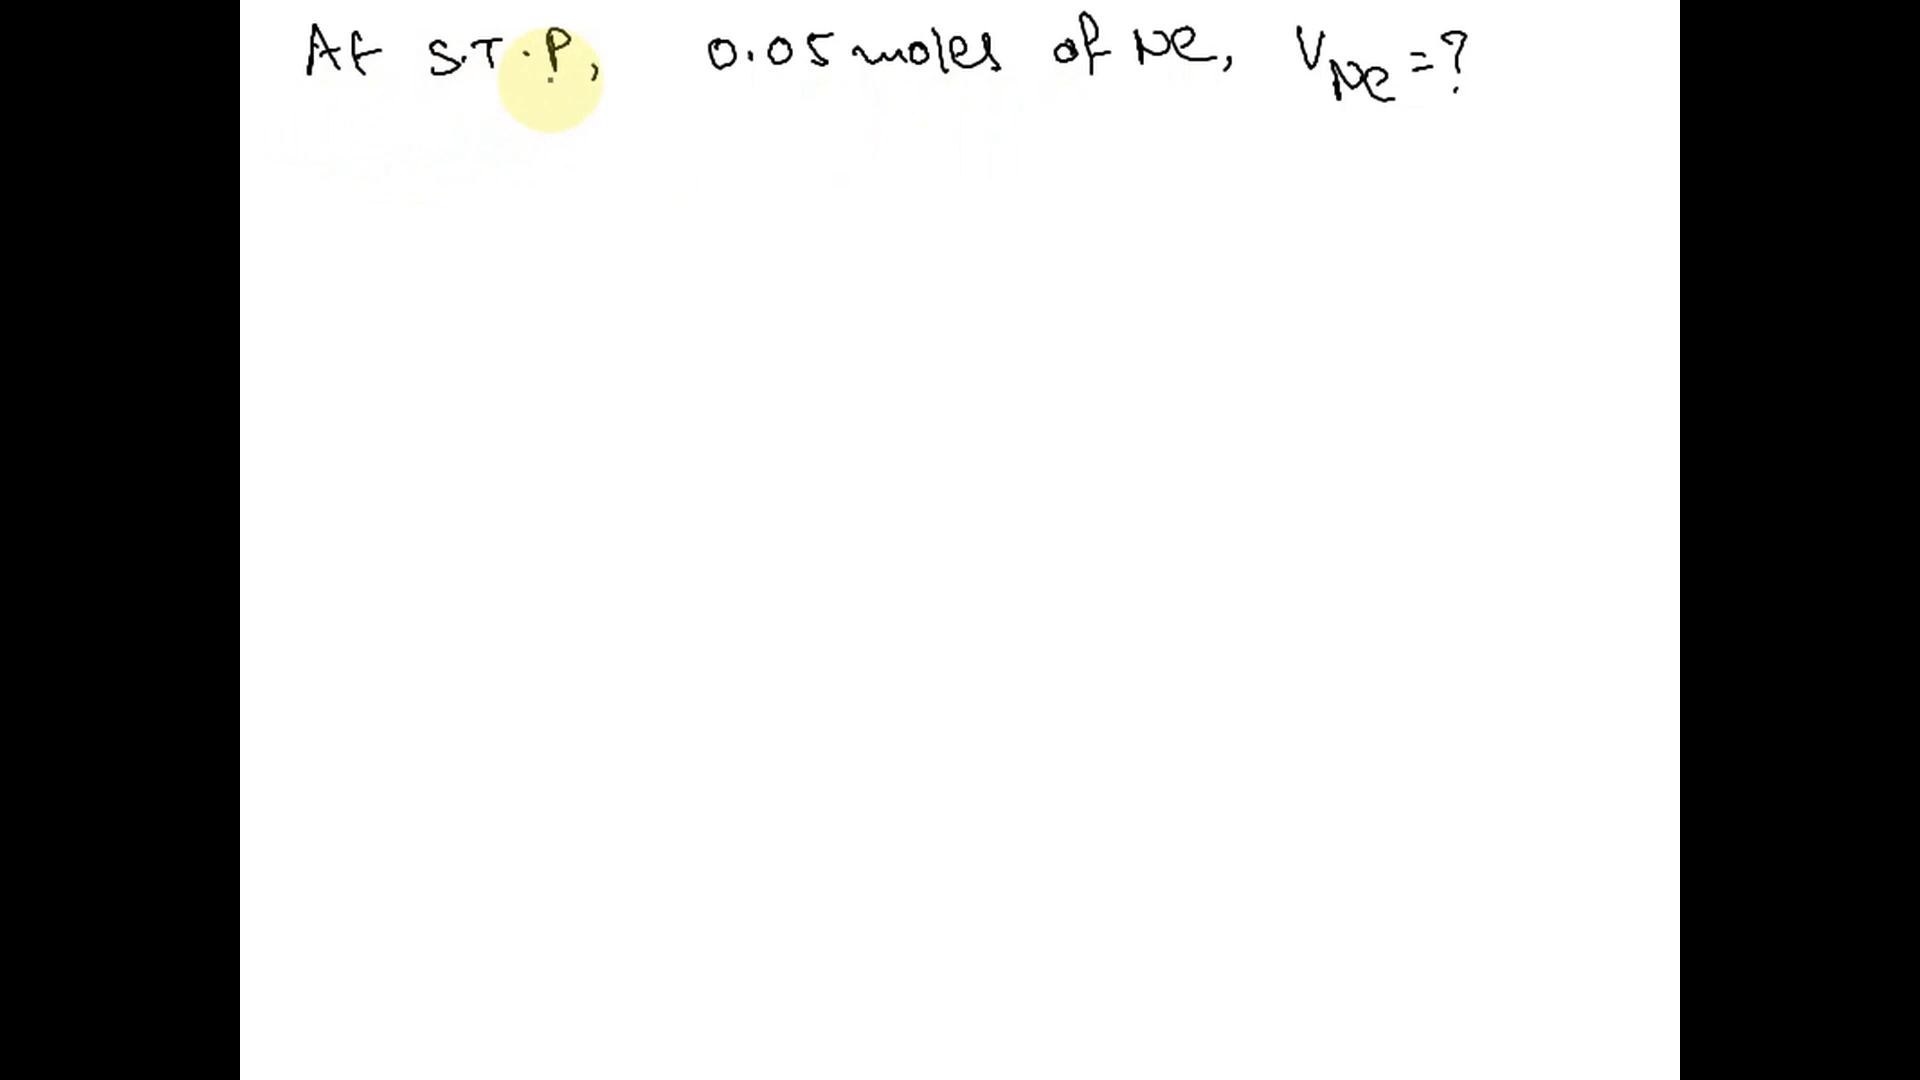 At S.T.P, 0.05 moles of Ne, V_Ne = ?